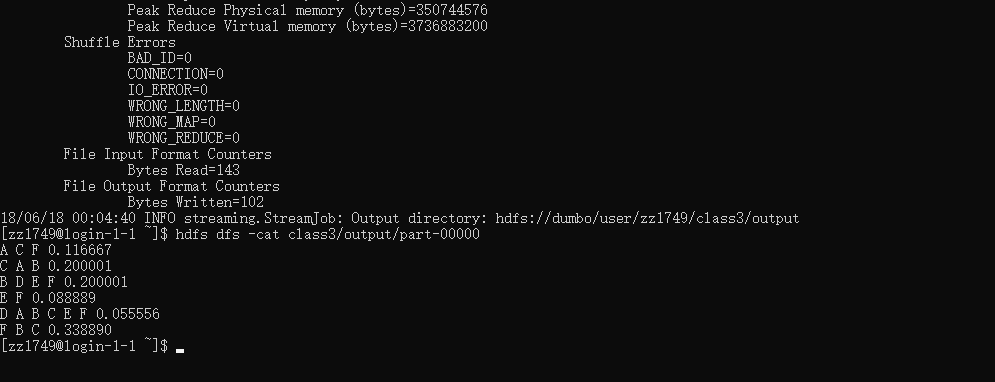 Peak Reduce Physical memory (bytes)=350744576
Peak Reduce Virtual memory (bytes)=3736883200
Shuffle Errors
BAD_ID=0
CONNECTION=0
IO_ERROR=0
WRONG_LENGTH=0
WRONG_MAP=0
WRONG_REDUCE=0
File Input Format Counters
Bytes Read=143
File Output Format Counters
Bytes Written=102
18/06/18 00:04:40 INFO streaming.StreamJob: Output directory: hdfs://dumbo/user/zz1749/class3/output
[zz1749@login-1-1 ~]$ hdfs dfs -cat class3/output/part-00000
A C F 0.116667
C A B 0.200001
B D E F 0.200001
E F 0.088889
D A B C E F 0.055556
F B C 0.338890
[zz1749@login-1-1 ~]$